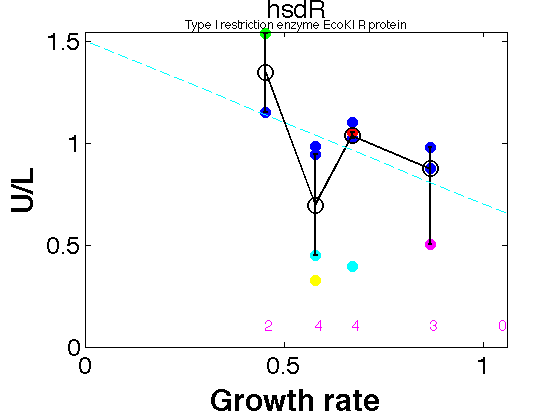 hsdR
Type I restriction enzyme EcoKI R protein
1.5
1
0.5
0
U/L
2 4 4 3 0
0 0.5 1
Growth rate